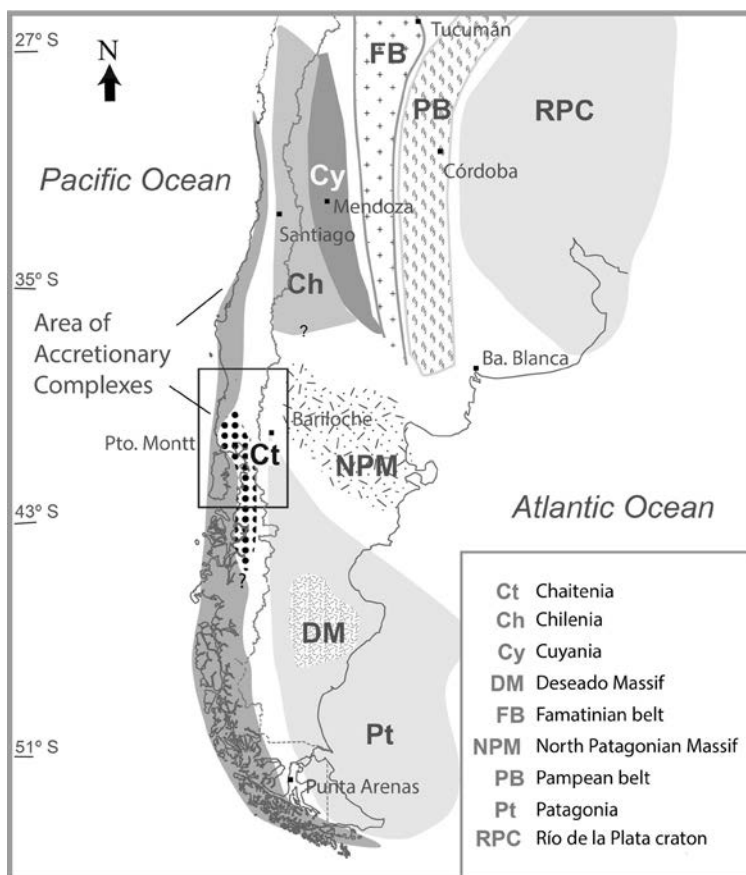 27° S
N
Tucumán
FB
PB
RPC
Pacific Ocean
Cy
Córdoba
Mendoza
Santiago
35° S
Ch
Area of
Accretionary
Complexes
?
Ba. Blanca
Bariloche
Pto. Montt
Ct
NPM
43° S
Atlantic Ocean
?
DM
51° S
Pt
Punta Arenas
Ct Chaitenia
Ch Chilenia
Cy Cuyania
DM Deseado Massif
FB Famatinian belt
NPM North Patagonian Massif
PB Pampean belt
Pt Patagonia
RPC Río de la Plata craton